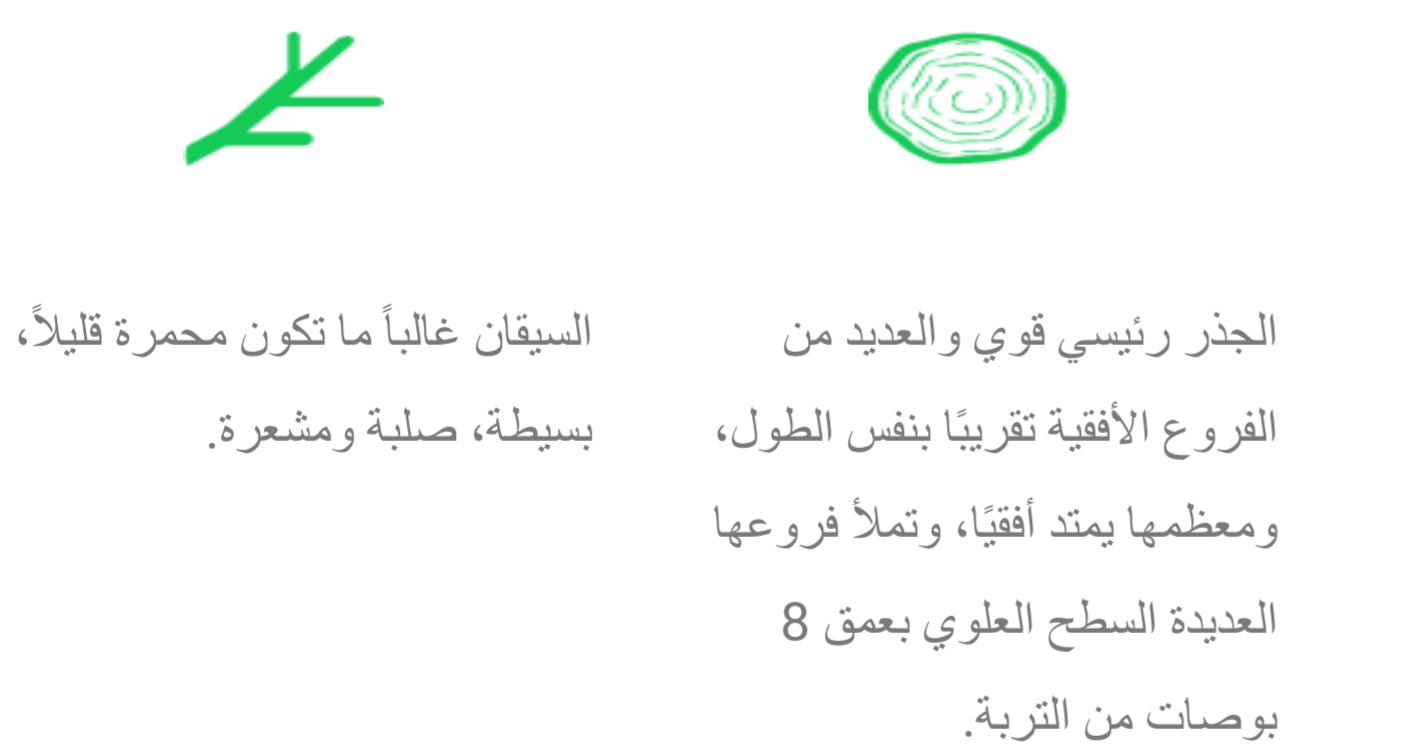 الجذر رئيسي قوي والعديد من
الفروع الأفقية تقريبًا بنفس الطول،
ومعظمها يمتد أفقيًا، وتملأ فروعها
العديدة السطح العلوي بعمق 8
بوصات من التربة.
السيقان غالباً ما تكون محمرة قليلاً،
بسيطة، صلبة ومشعرة.